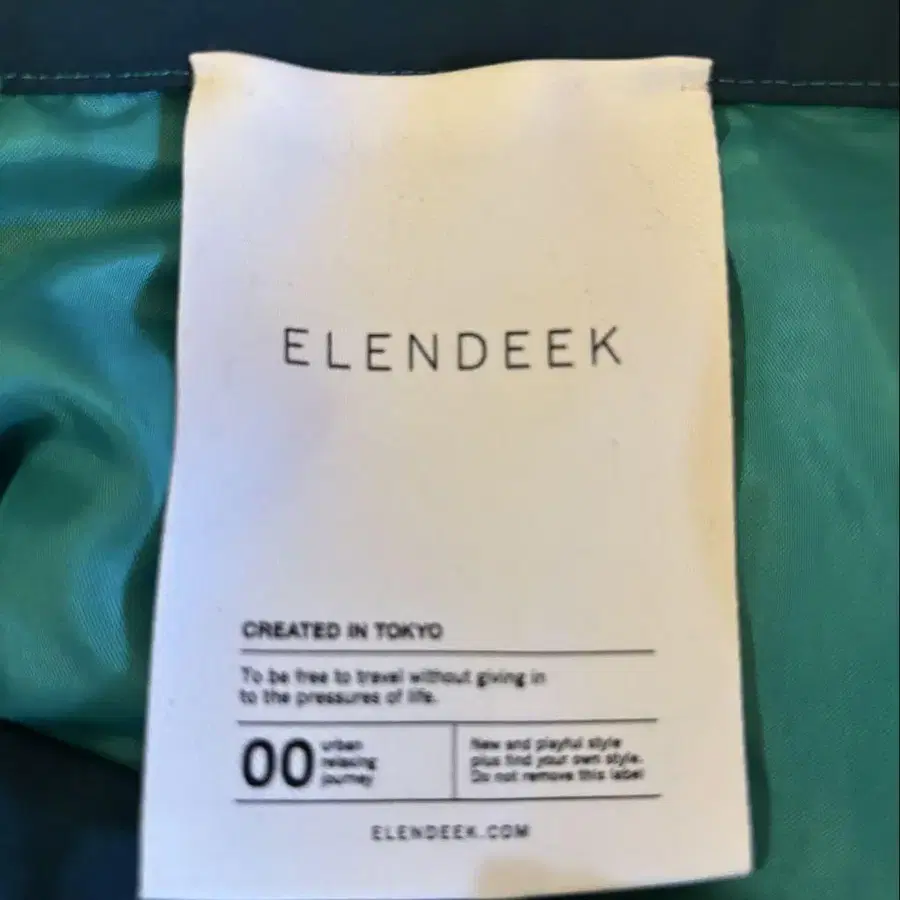 ELENDEEK
CREATED IN TOKYO
To be free to travel without giving in
to the pressures of life.
00
urban
relaxing
journey
New and playful style
plus find your own style.
Do not remove this label
ELENDEEK.COM